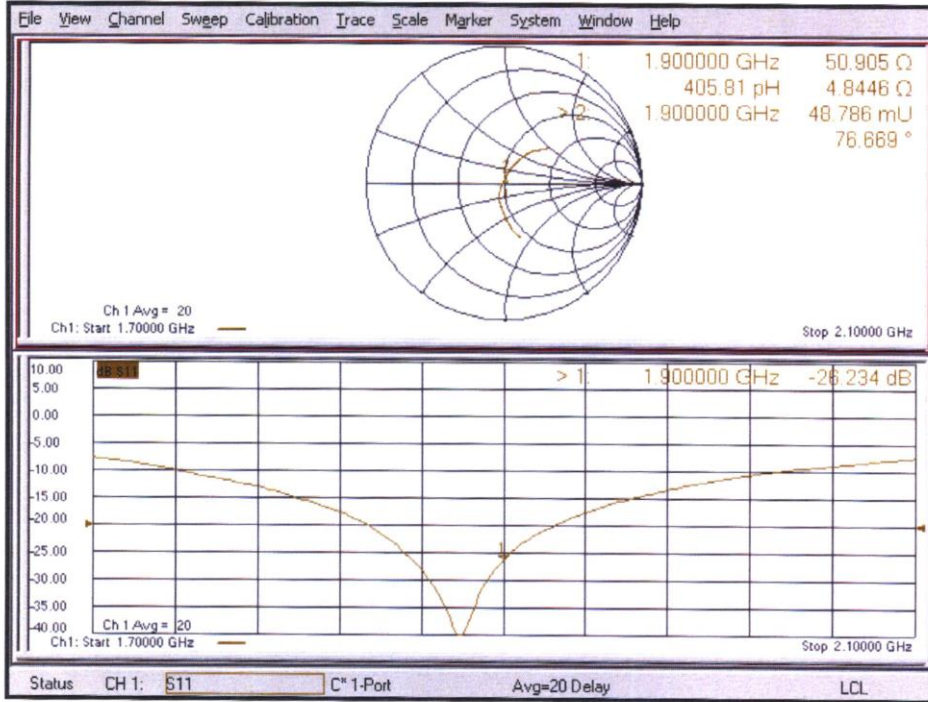 File View Channel Sweep Calibration Trace Scale Marker System Window Help
1: 1.900000 GHz 50.905 Ω
405.81 pH 4.8446 Ω
> 2: 1.900000 GHz 48.786 mU
76.669 °
Ch 1 Avg = 20
Ch1: Start 1.70000 GHz
Stop 2.10000 GHz
10.00
dB S11
> 1: 1.900000 GHz -26.234 dB
5.00
0.00
-5.00
-10.00
-15.00
-20.00
-25.00
1
-30.00
-35.00
-40.00
Ch 1 Avg = 20
Ch1: Start 1.70000 GHz
Stop 2.10000 GHz
Status CH 1: S11 C* 1-Port Avg=20 Delay LCL